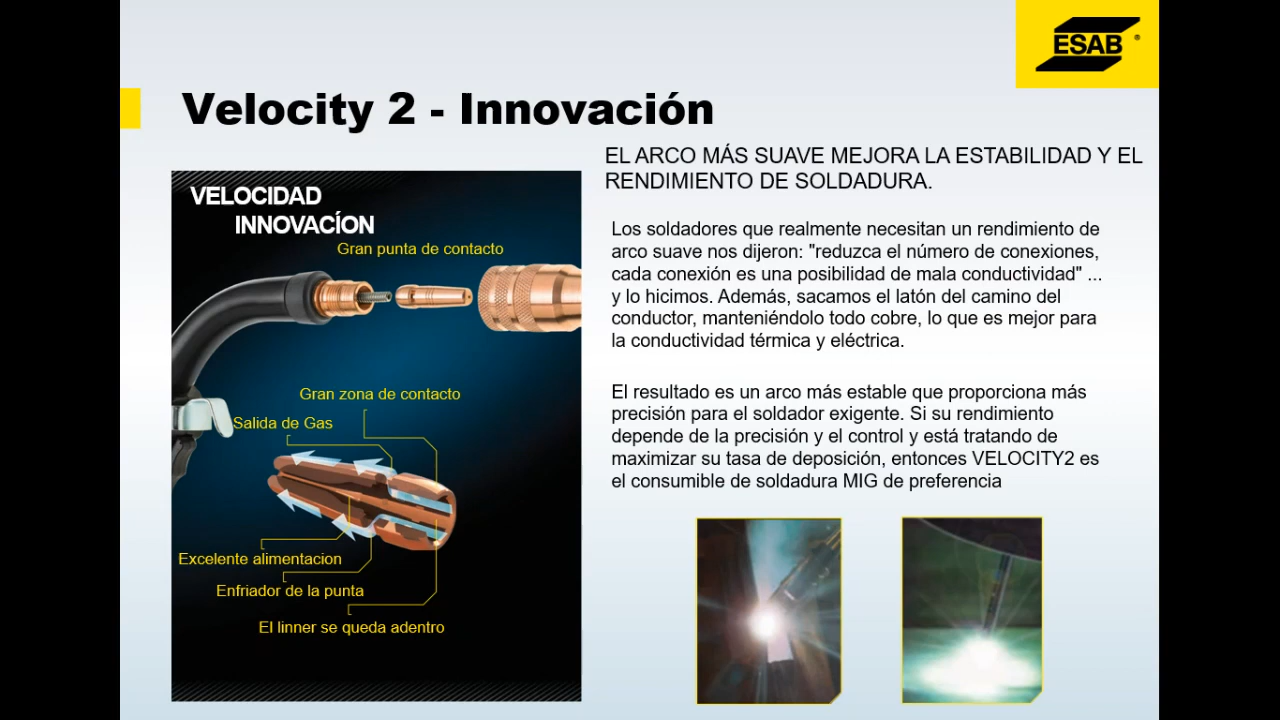 ESAB
Velocity 2 - Innovación
EL ARCO MÁS SUAVE MEJORA LA ESTABILIDAD Y EL
RENDIMIENTO DE SOLDADURA.
VELOCIDAD
INNOVACÍON
Gran punta de contacto
Gran zona de contacto
Salida de Gas
Excelente alimentacion
Enfriador de la punta
El linner se queda adentro
Los soldadores que realmente necesitan un rendimiento de
arco suave nos dijeron: "reduzca el número de conexiones,
cada conexión es una posibilidad de mala conductividad" ...
y lo hicimos. Además, sacamos el latón del camino del
conductor, manteniéndolo todo cobre, lo que es mejor para
la conductividad térmica y eléctrica.
El resultado es un arco más estable que proporciona más
precisión para el soldador exigente. Si su rendimiento
depende de la precisión y el control y está tratando de
maximizar su tasa de deposición, entonces VELOCITY2 es
el consumible de soldadura MIG de preferencia